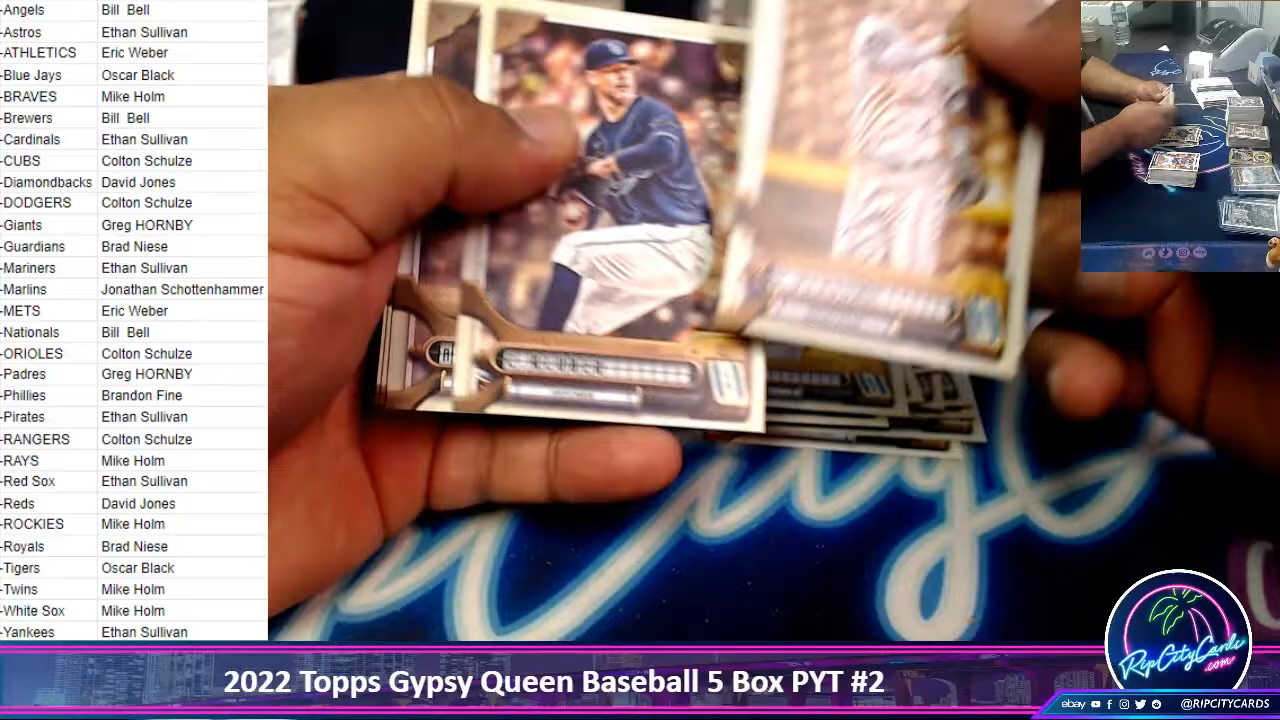 -Angels Bill Bell
-Astros Ethan Sullivan
-ATHLETICS Eric Weber
-Blue Jays Oscar Black
-BRAVES Mike Holm
-Brewers Bill Bell
-Cardinals Ethan Sullivan
-CUBS Colton Schulze
-Diamondbacks David Jones
-DODGERS Colton Schulze
-Giants Greg HORNBY
-Guardians Brad Niese
-Mariners Ethan Sullivan
-Marlins Jonathan Schottenhammer
-METS Eric Weber
-Nationals Bill Bell
-ORIOLES Colton Schulze
-Padres Greg HORNBY
-Phillies Brandon Fine
-Pirates Ethan Sullivan
-RANGERS Colton Schulze
-RAYS Mike Holm
-Red Sox Ethan Sullivan
-Reds David Jones
-ROCKIES Mike Holm
-Royals Brad Niese
-Tigers Oscar Black
-Twins Mike Holm
-White Sox Mike Holm
-Yankees Ethan Sullivan
City
2022 Topps Gypsy Queen Baseball 5 Box PYT #2
RipCityCards
.com
ebay @RIPCITYCARDS